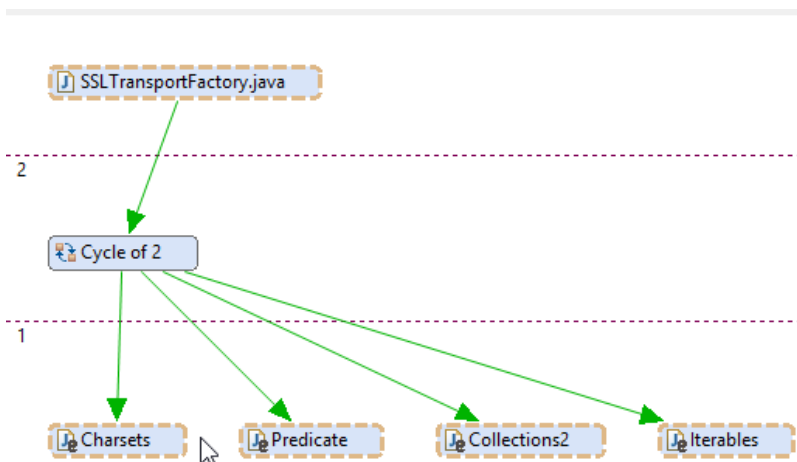 SSLTransportFactory.java
2
Cycle of 2
1
Charsets Predicate Collections2 Iterables